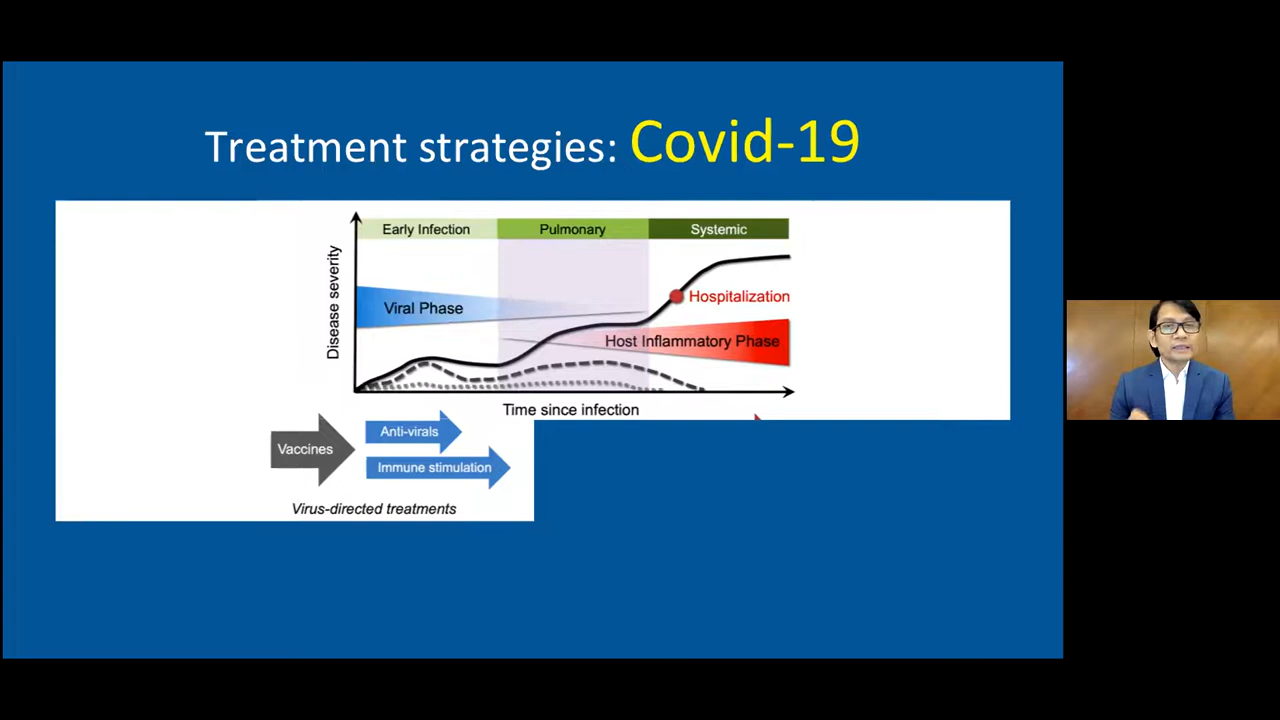 Treatment strategies: Covid-19
Early Infection
Pulmonary
Systemic
Disease severity
Viral Phase
Hospitalization
Host Inflammatory Phase
Time since infection
Vaccines
Anti-virals
Immune stimulation
Virus-directed treatments